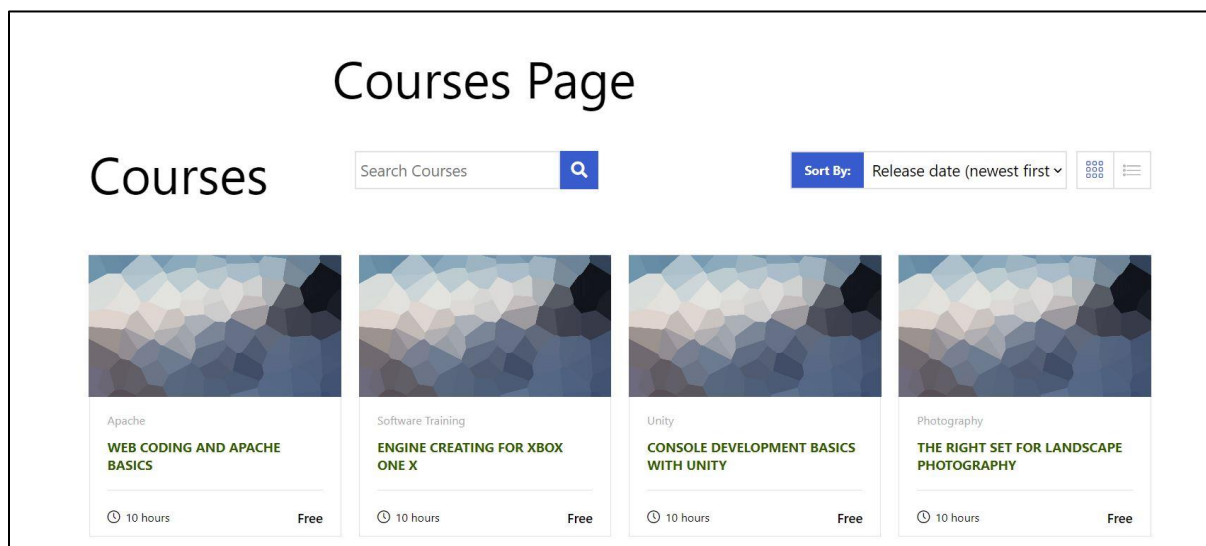 Courses Page
Courses
Search Courses
Sort By:
Release date (newest first
Apache
WEB CODING AND APACHE
BASICS
10 hours
Free
Software Training
ENGINE CREATING FOR XBOX
ONE X
10 hours
Free
Unity
CONSOLE DEVELOPMENT BASICS
WITH UNITY
10 hours
Free
Photography
THE RIGHT SET FOR LANDSCAPE
PHOTOGRAPHY
10 hours
Free